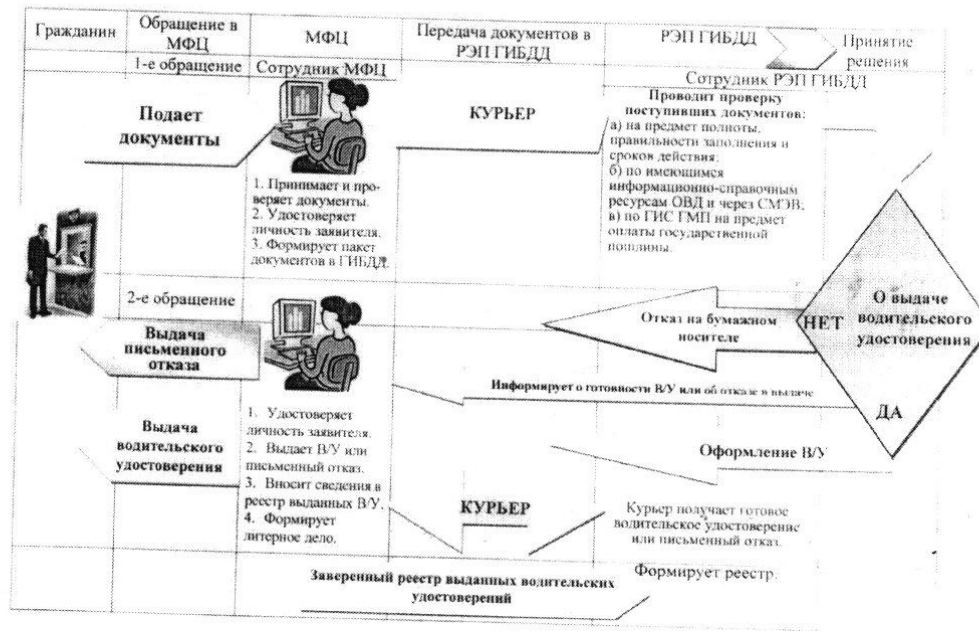 Гражданин
Обращение в
МФЦ
МФЦ
Передача документов в
РЭП ГИБДД
РЭП ГИБДД
Принятие
решения
1-е обращение
Сотрудник МФЦ
Сотрудник РЭП ГИБДД
Подает
документы
КУРЬЕР
Проводит проверку
поступивших документов:
а) на предмет полноты,
правильности заполнения и
сроков действия;
б) по имеющимся
информационно-справочным
ресурсам ОВД и через СМЭВ;
в) по ГИС ГМП на предмет
оплаты государственной
пошлины.
1. Принимает и про-
веряет документы.
2. Удостоверяет
личность заявителя.
3. Формирует пакет
документов в ГИБДД.
2-е обращение
Выдача
письменного
отказа
Отказ на бумажном
носителе
НЕТ
О выдаче
водительского
удостоверения
ДА
Информирует о готовности В/У или об отказе в выдаче
Выдача
водительского
удостоверения
1. Удостоверяет
личность заявителя.
2. Выдает В/У или
письменный отказ.
3. Вносит сведения в
реестр выданных В/У.
4. Формирует
литерное дело.
Оформление В/У
КУРЬЕР
Курьер получает готовое
водительское удостоверение
или письменный отказ.
Формирует реестр.
Заверенный реестр выданных водительских
удостоверений